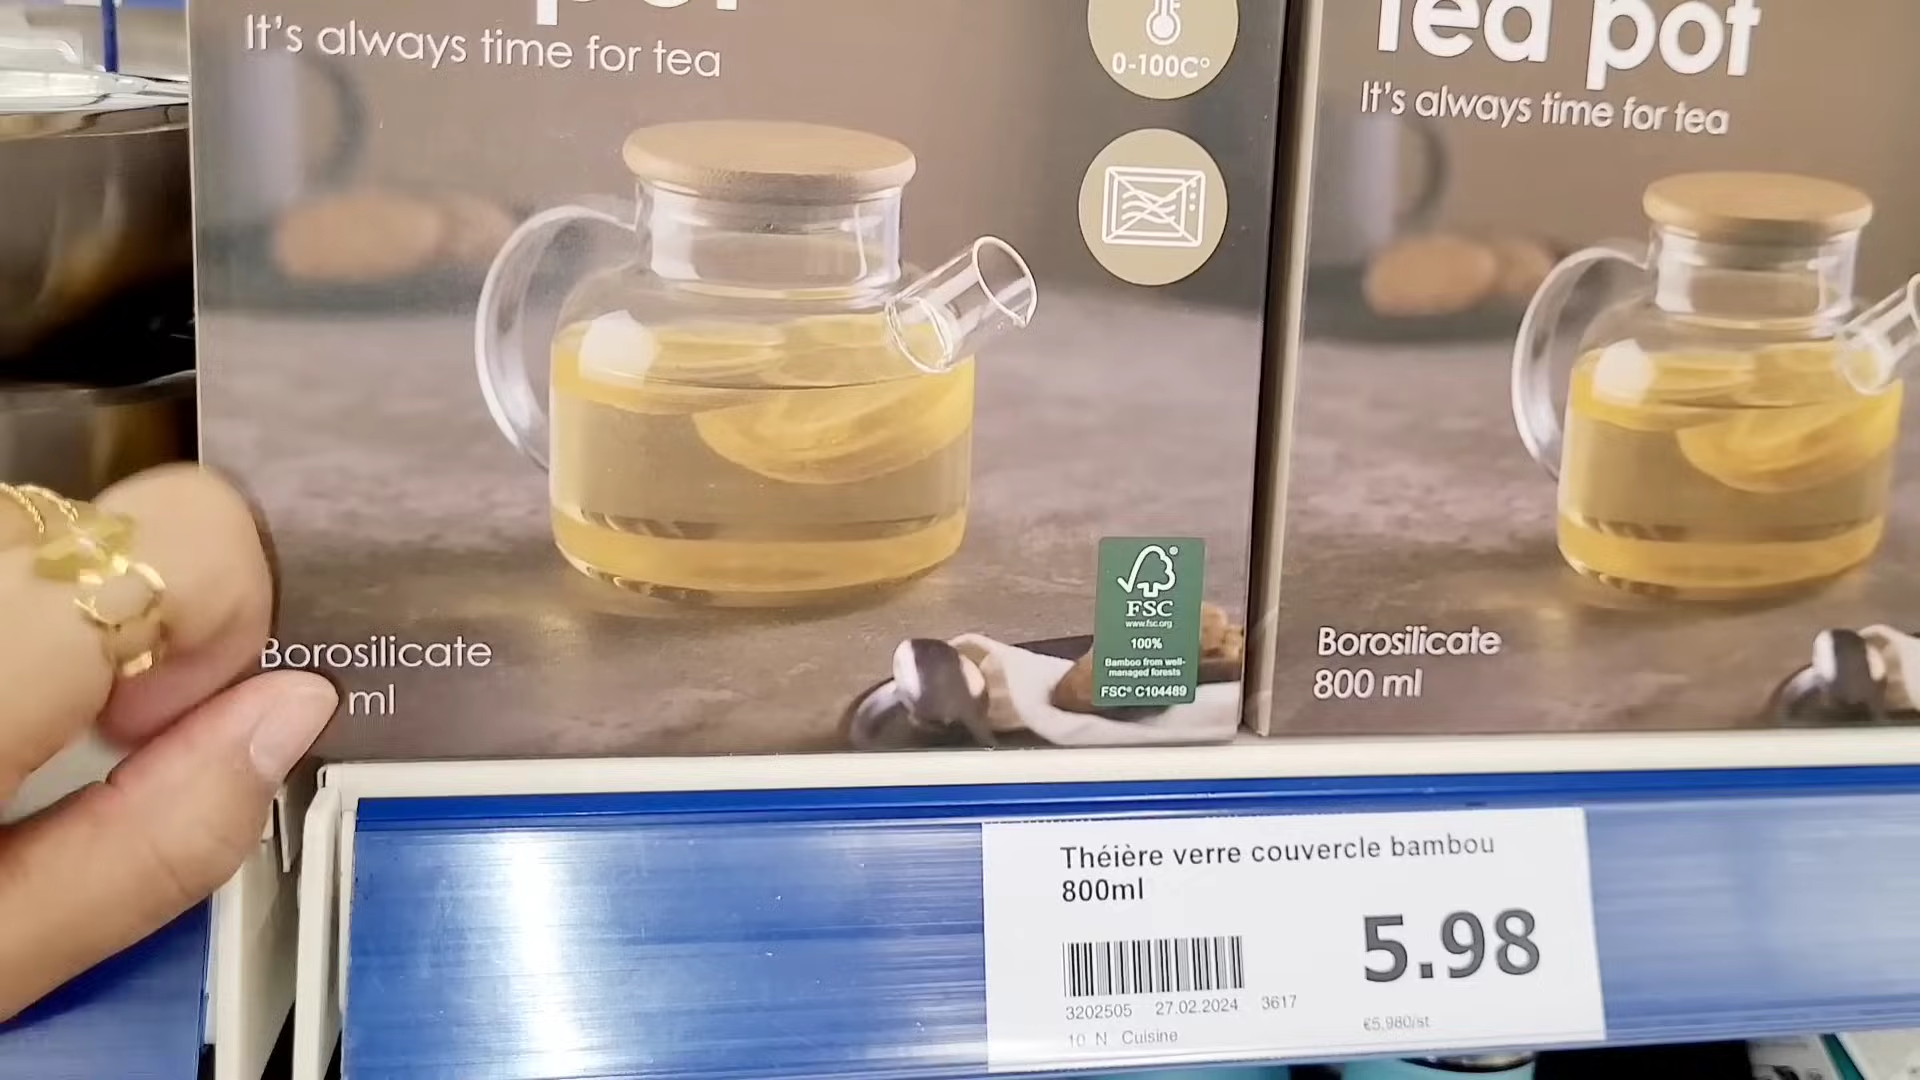 pot
It's always time for tea
0-100C°
FSC
www.fsc.org
100%
Bamboo from well-
managed forests
FSC® C104489
Borosilicate
ml
Tea pot
It's always time for tea
Borosilicate
800 ml
Théière verre couvercle bambou
800ml
5.98
3202505 27.02.2024 3617
€5,980/st
10 N Cuisine